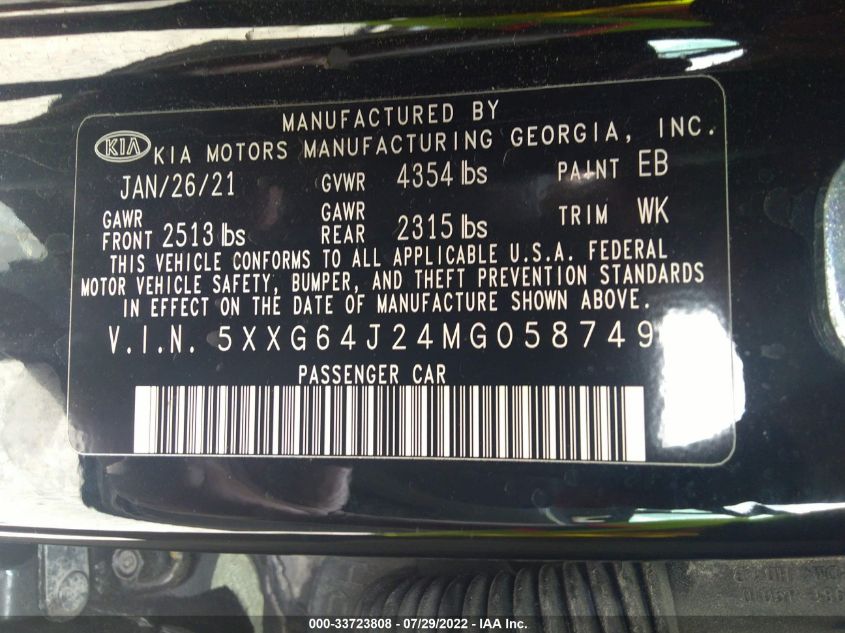 MANUFACTURED BY
KIA KIA MOTORS MANUFACTURING GEORGIA, INC.
JAN/26/21 GVWR 4354 lbs PAINT EB
GAWR FRONT 2513 lbs GAWR REAR 2315 lbs TRIM WK
THIS VEHICLE CONFORMS TO ALL APPLICABLE U.S.A. FEDERAL
MOTOR VEHICLE SAFETY, BUMPER, AND THEFT PREVENTION STANDARDS
IN EFFECT ON THE DATE OF MANUFACTURE SHOWN ABOVE.
V.I.N. 5XXG64J24MG058749
PASSENGER CAR
000-33723808 - 07/29/2022 - IAA Inc.